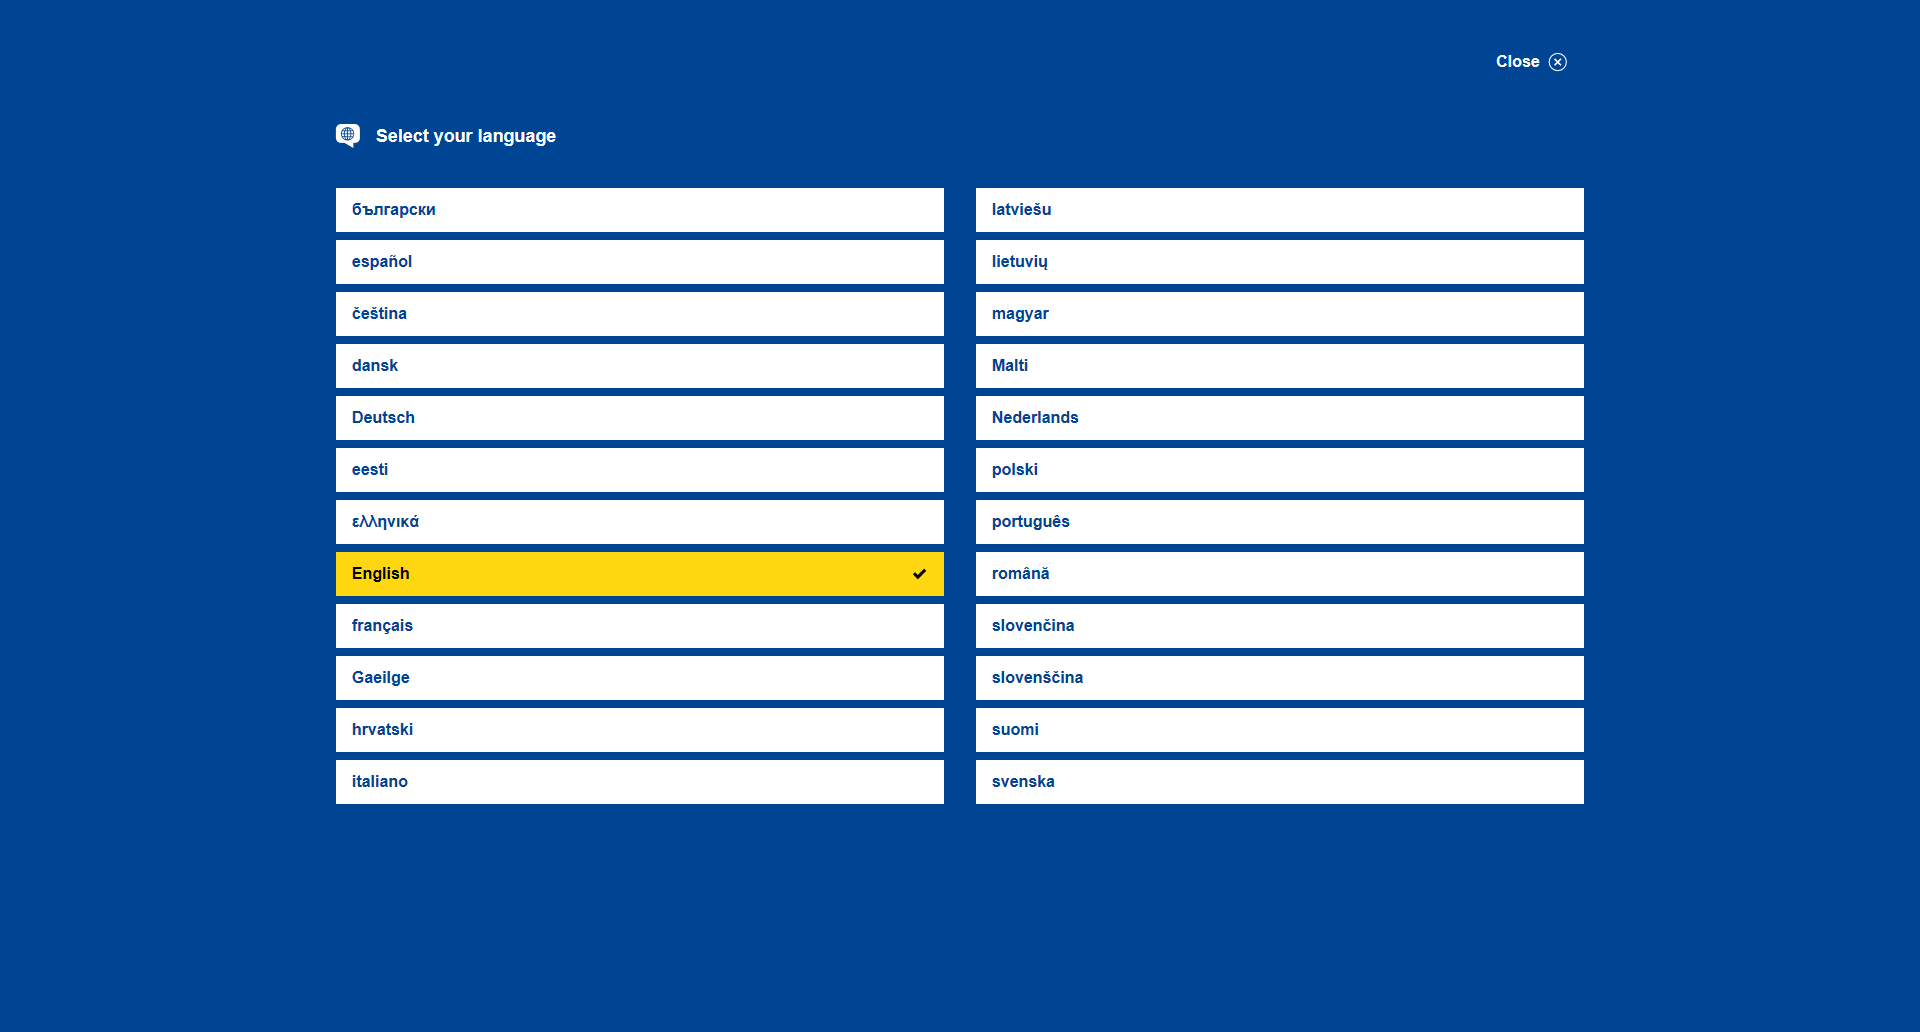 Close
Select your language
български
español
čeština
dansk
Deutsch
eesti
ελληνικά
English
français
Gaeilge
hrvatski
italiano
latviešu
lietuvių
magyar
Malti
Nederlands
polski
português
română
slovenčina
slovenščina
suomi
svenska